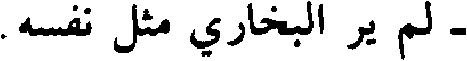 - لم ير البخاري مثل نفسه .